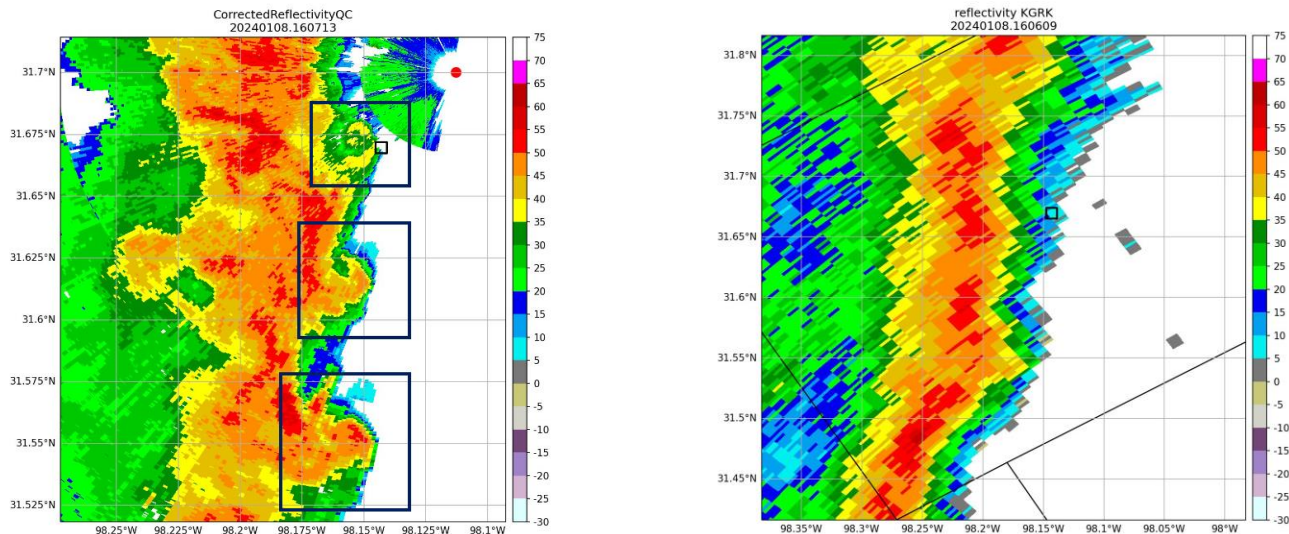 CorrectedReflectivityQC
20240108.160713
31.7°N
31.675°N
31.65°N
31.625°N
31.6°N
31.575°N
31.55°N
31.525°N
98.25°W 98.225°W 98.2°W 98.175°W 98.15°W 98.125°W 98.1°W
75
70
65
60
55
50
45
40
35
30
25
20
15
10
5
0
-5
-10
-15
-20
-25
-30
reflectivity KGRK
20240108.160609
31.8°N
31.75°N
31.7°N
31.65°N
31.6°N
31.55°N
31.5°N
31.45°N
98.35°W 98.3°W 98.25°W 98.2°W 98.15°W 98.1°W 98.05°W 98°W
75
70
65
60
55
50
45
40
35
30
25
20
15
10
5
0
-5
-10
-15
-20
-25
-30